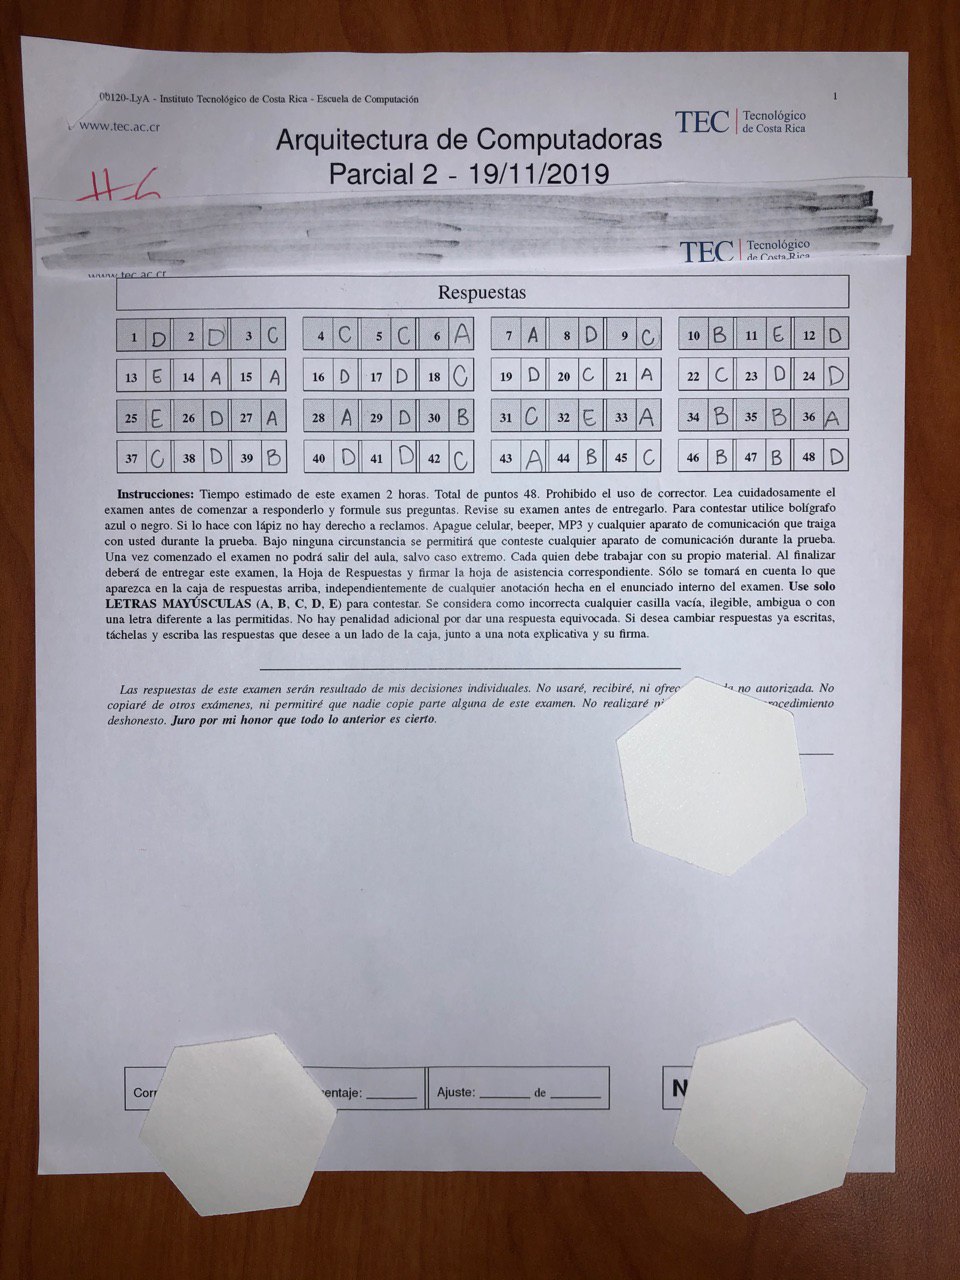 00120-LyA - Instituto Tecnológico de Costa Rica - Escuela de Computación 1
www.tec.ac.cr
TEC Tecnológico
de Costa Rica
Arquitectura de Computadoras
Parcial 2 - 19/11/2019
#6
TEC Tecnológico
de Costa Rica
www.tec.ac.cr
Respuestas
1 D 2 D 3 C 4 C 5 C 6 A 7 A 8 D 9 C 10 B 11 E 12 D
13 E 14 A 15 A 16 D 17 D 18 C 19 D 20 C 21 A 22 C 23 D 24 D
25 E 26 D 27 A 28 A 29 D 30 B 31 C 32 E 33 A 34 B 35 B 36 A
37 C 38 D 39 B 40 D 41 D 42 C 43 A 44 B 45 C 46 B 47 B 48 D
Instrucciones: Tiempo estimado de este examen 2 horas. Total de puntos 48. Prohibido el uso de corrector. Lea cuidadosamente el
examen antes de comenzar a responderlo y formule sus preguntas. Revise su examen antes de entregarlo. Para contestar utilice bolígrafo
azul o negro. Si lo hace con lápiz no hay derecho a reclamos. Apague celular, beeper, MP3 y cualquier aparato de comunicación que traiga
con usted durante la prueba. Bajo ninguna circunstancia se permitirá que conteste cualquier aparato de comunicación durante la prueba.
Una vez comenzado el examen no podrá salir del aula, salvo caso extremo. Cada quien debe trabajar con su propio material. Al finalizar
deberá de entregar este examen, la Hoja de Respuestas y firmar la hoja de asistencia correspondiente. Sólo se tomará en cuenta lo que
aparezca en la caja de respuestas arriba, independientemente de cualquier anotación hecha en el enunciado interno del examen. Use solo
LETRAS MAYÚSCULAS (A, B, C, D, E) para contestar. Se considera como incorrecta cualquier casilla vacía, ilegible, ambigua o con
una letra diferente a las permitidas. No hay penalidad adicional por dar una respuesta equivocada. Si desea cambiar respuestas ya escritas,
táchelas y escriba las respuestas que desee a un lado de la caja, junto a una nota explicativa y su firma.
Las respuestas de este examen serán resultado de mis decisiones individuales. No usaré, recibiré, ni no autorizada. No
copiaré de otros exámenes, ni permitiré que nadie copie parte alguna de este examen. No realizaré
deshonesto. Juro por mi honor que todo lo anterior es cierto.
Ajuste: ______ de ______